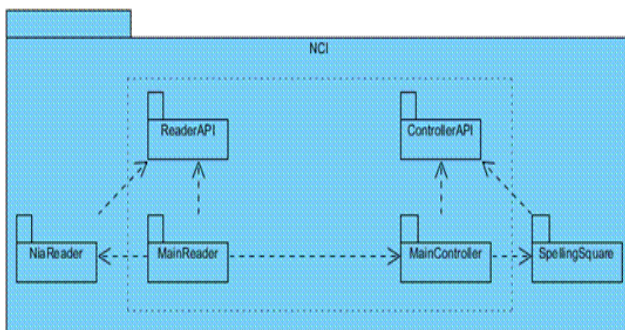 NCI
ReaderAPI
ControllerAPI
NiaReader
MainReader
MainController
SpellingSquare